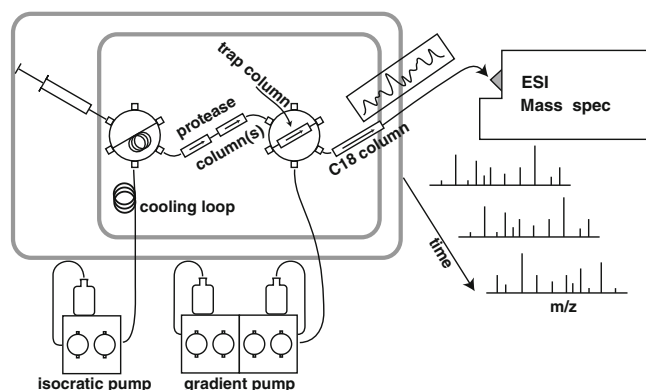 trap column
protease
column(s)
C18 column
ESI
Mass spec
cooling loop
time
m/z
isocratic pump
gradient pump